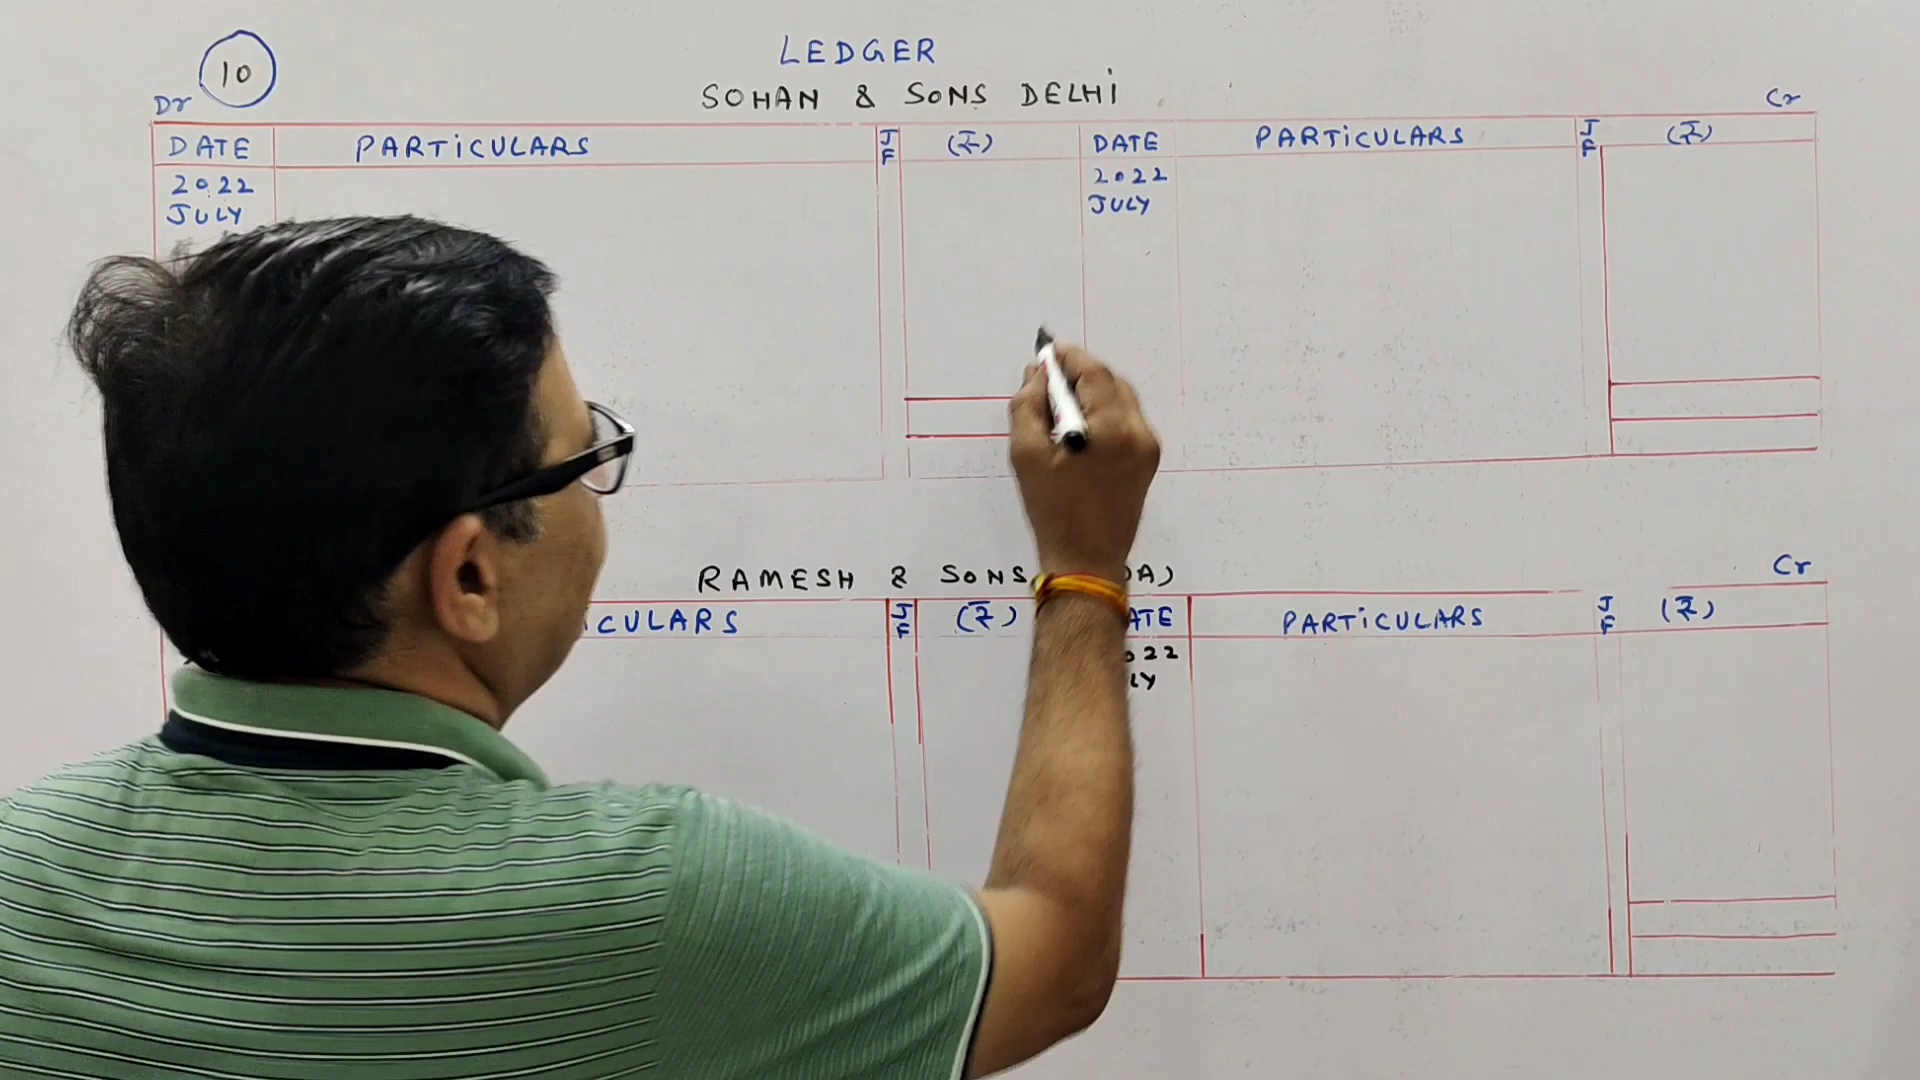 10
LEDGER
SOHAN & SONS DELHI
Dr
Cr
DATE PARTICULARS JF (₹) DATE PARTICULARS JF (₹)
2022
JULY
2022
JULY
RAMESH & SONS
Cr
JF (₹) PARTICULARS JF (₹)